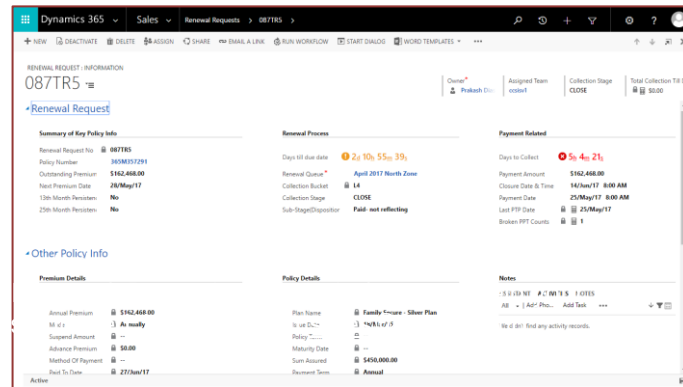 Dynamics 365 Sales Renewal Requests > 087TR5 >
+ NEW DEACTIVATE DELETE ASSIGN SHARE EMAIL A LINK RUN WORKFLOW START DIALOG WORD TEMPLATES ...
RENEWAL REQUEST : INFORMATION
087TR5
Owner* Assigned Team Collection Stage Total Collection Till
Prakash ccsiss1 CLOSE $0.00
Renewal Request
Summary of Key Policy Info Renewal Process Payment Related
Renewal Request No 087TR5
Policy Number 365M357291
Outstanding Premium $162,468.00
Next Premium Date 28/May/17
13th Month Persisten No
25th Month Persisten No
Days till due date 2d 10h 55m 39s
Renewal Queue * April 2017 North Zone
Collection Bucket L4
Collection Stage CLOSE
Sub-Stage(Disposition Paid- not reflecting
Days to Collect 5h 4m 21s
Payment Amount $162,468.00
Closure Date & Time 14/Jun/17 8:00 AM
Payment Date 25/May/17 8:00 AM
Last PTP Date 25/May/17
Broken PPT Counts 1
Other Policy Info
Premium Details Policy Details Notes
Annual Premium $162,468.00
Suspend Amount --
Advance Premium $0.00
Method Of Payment --
Paid To Date 27/Jun/17
Plan Name Family Secure - Silver Plan
Policy
Maturity Date --
Sum Assured $450,000.00
Payment Term Annual
All Add Pho... Add Task ...
We didn't find any activity records.
Active